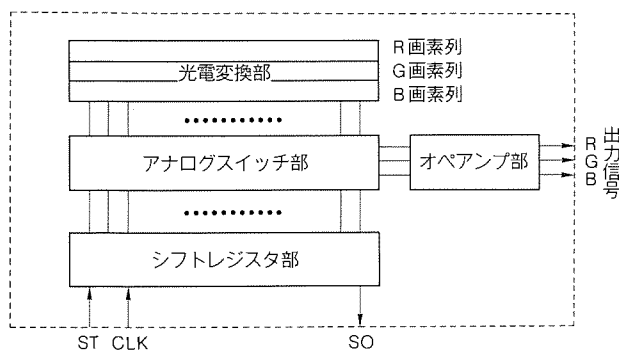 R画素列
光電変換部
G画素列
B画素列
アナログスイッチ部
オペアンプ部
R
G
B
出力信号
シフトレジスタ部
ST
CLK
SO